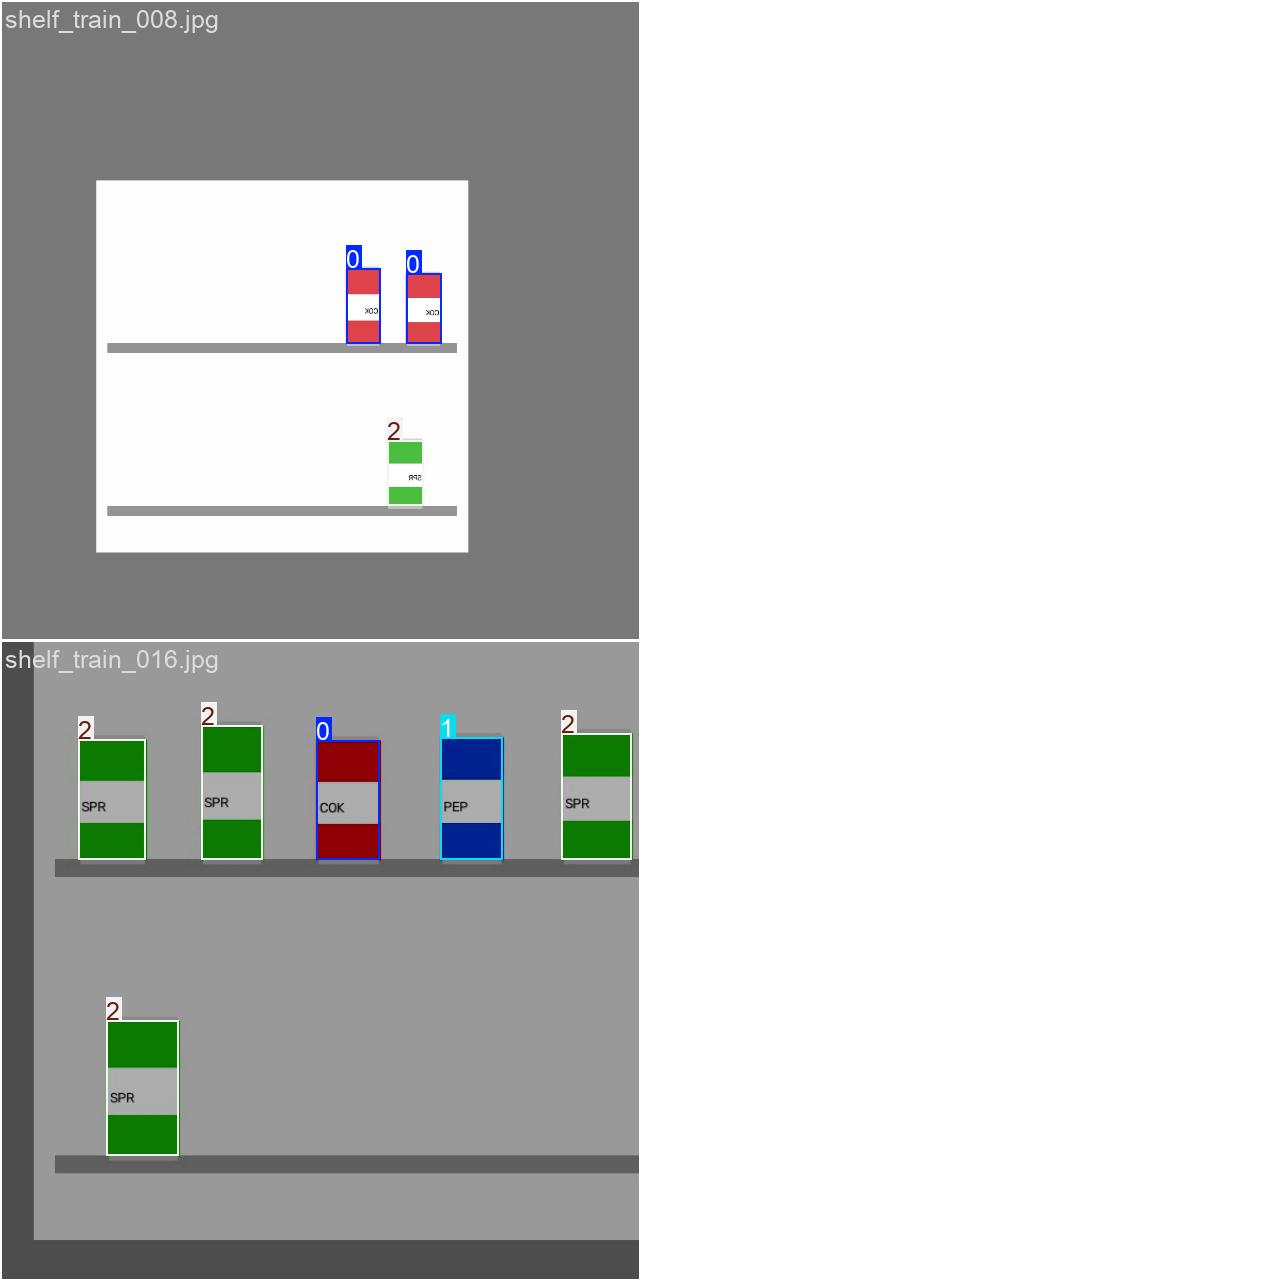 shelf_train_008.jpg
0 0
COK COK
2
SPR
shelf_train_016.jpg
2 2 0 1 2
SPR SPR COK PEP SPR
2
SPR